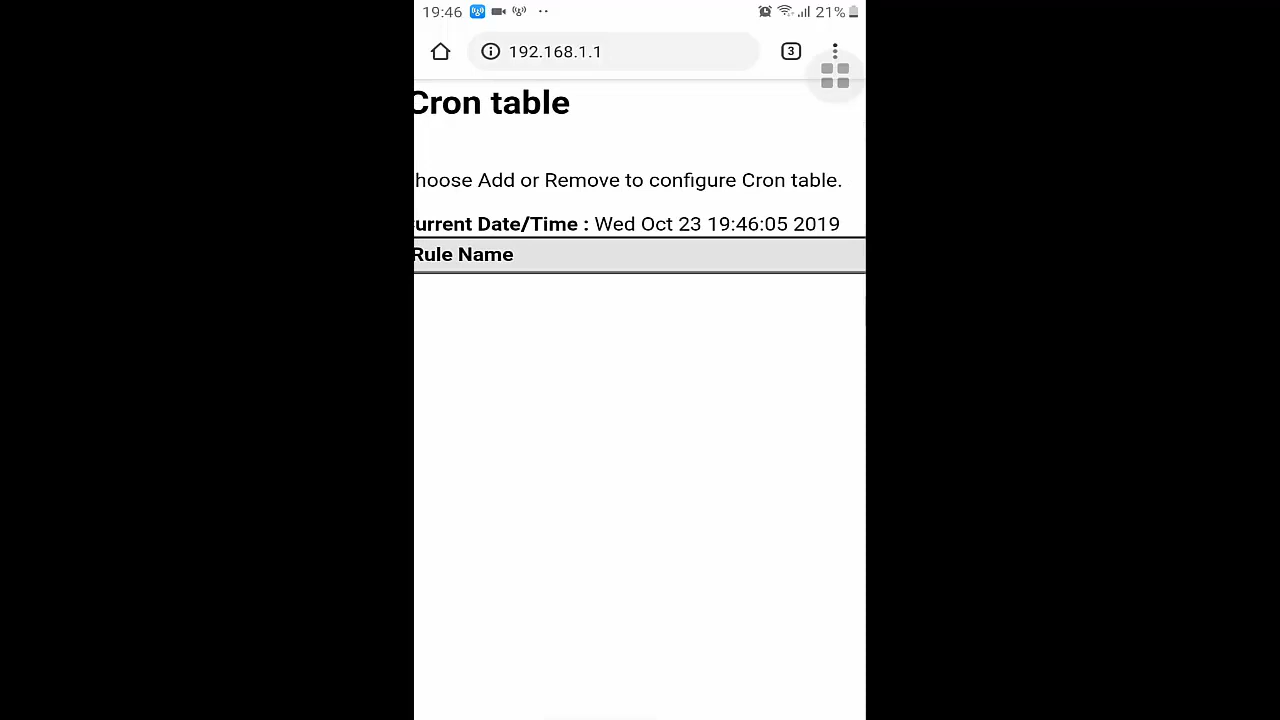 19:46 21%
192.168.1.1 3
Cron table
hoose Add or Remove to configure Cron table.
urrent Date/Time : Wed Oct 23 19:46:05 2019
Rule Name